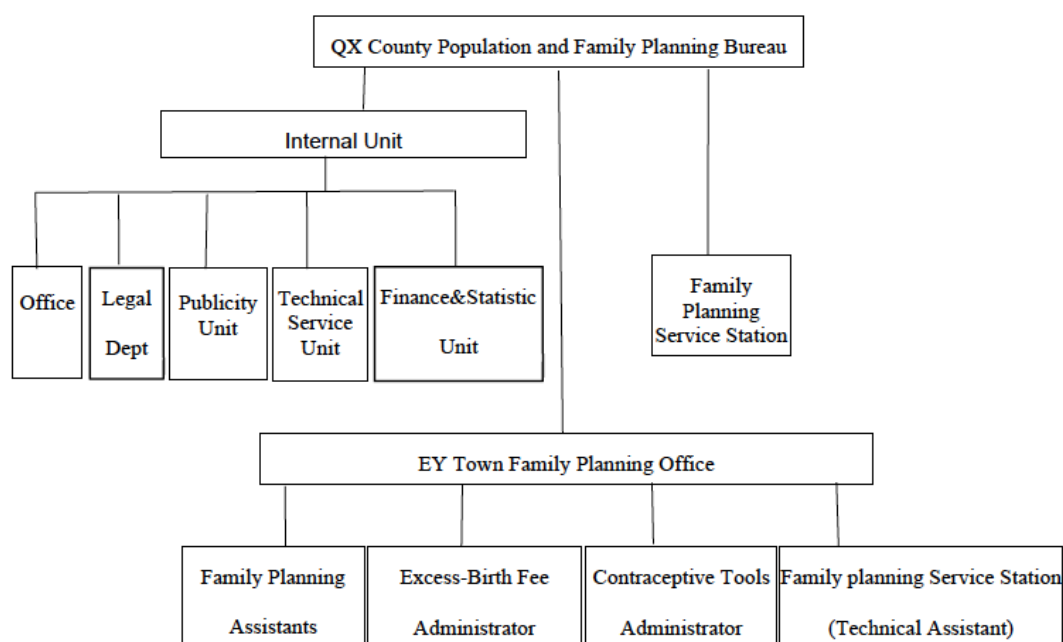 QX County Population and Family Planning Bureau
Internal Unit
Office
Legal
Dept
Publicity
Unit
Technical
Service
Unit
Finance&Statistic
Unit
Family
Planning
Service Station
EY Town Family Planning Office
Family Planning
Assistants
Excess-Birth Fee
Administrator
Contraceptive Tools
Administrator
Family planning Service Station
(Technical Assistant)